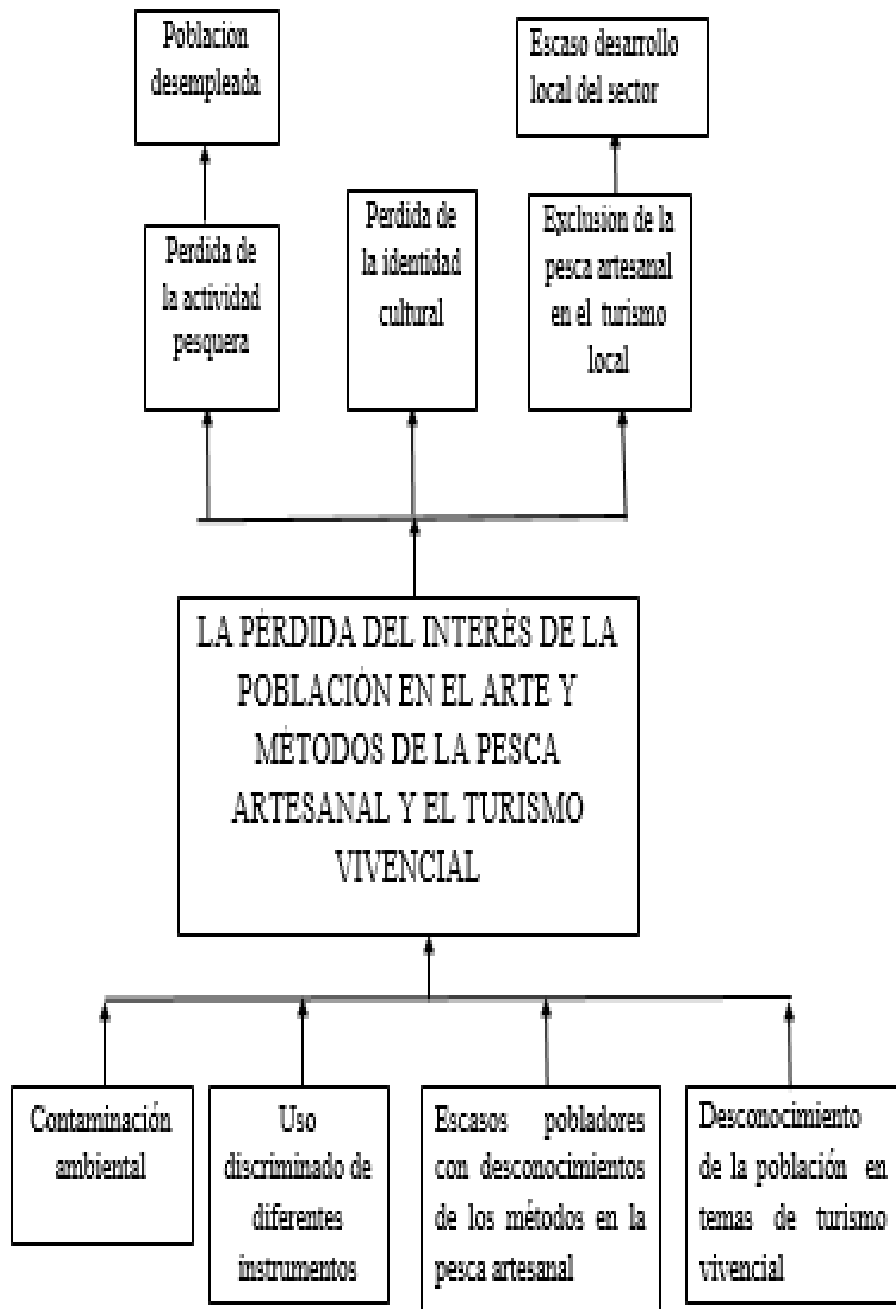 Población
desempleada
Escaso desarrollo
local del sector
Perdida de
la actividad
pesquera
Perdida de
la identidad
cultural
Exclusión de la
pesca artesanal
en el turismo
local
LA PÉRDIDA DEL INTERÉS DE LA
POBLACIÓN EN EL ARTE Y
MÉTODOS DE LA PESCA
ARTESANAL Y EL TURISMO
VIVENCIAL
Contaminación
ambiental
Uso
discriminado de
diferentes
instrumentos
Escasos pobladores
con desconocimientos
de los métodos en la
pesca artesanal
Desconocimiento
de la población en
temas de turismo
vivencial